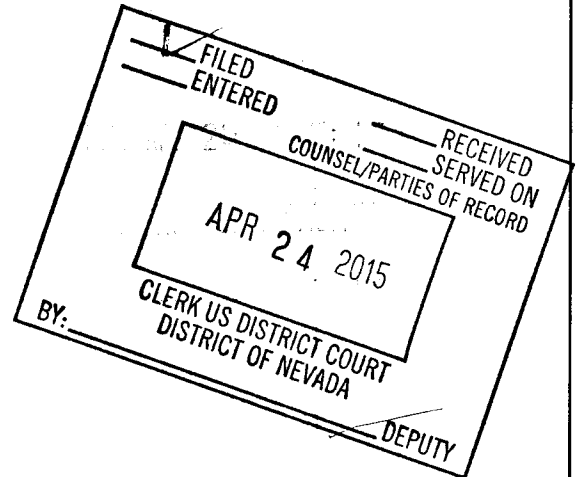 FILED
ENTERED
RECEIVED
SERVED ON
COUNSEL/PARTIES OF RECORD
APR 24 2015
CLERK US DISTRICT COURT
DISTRICT OF NEVADA
BY:
DEPUTY